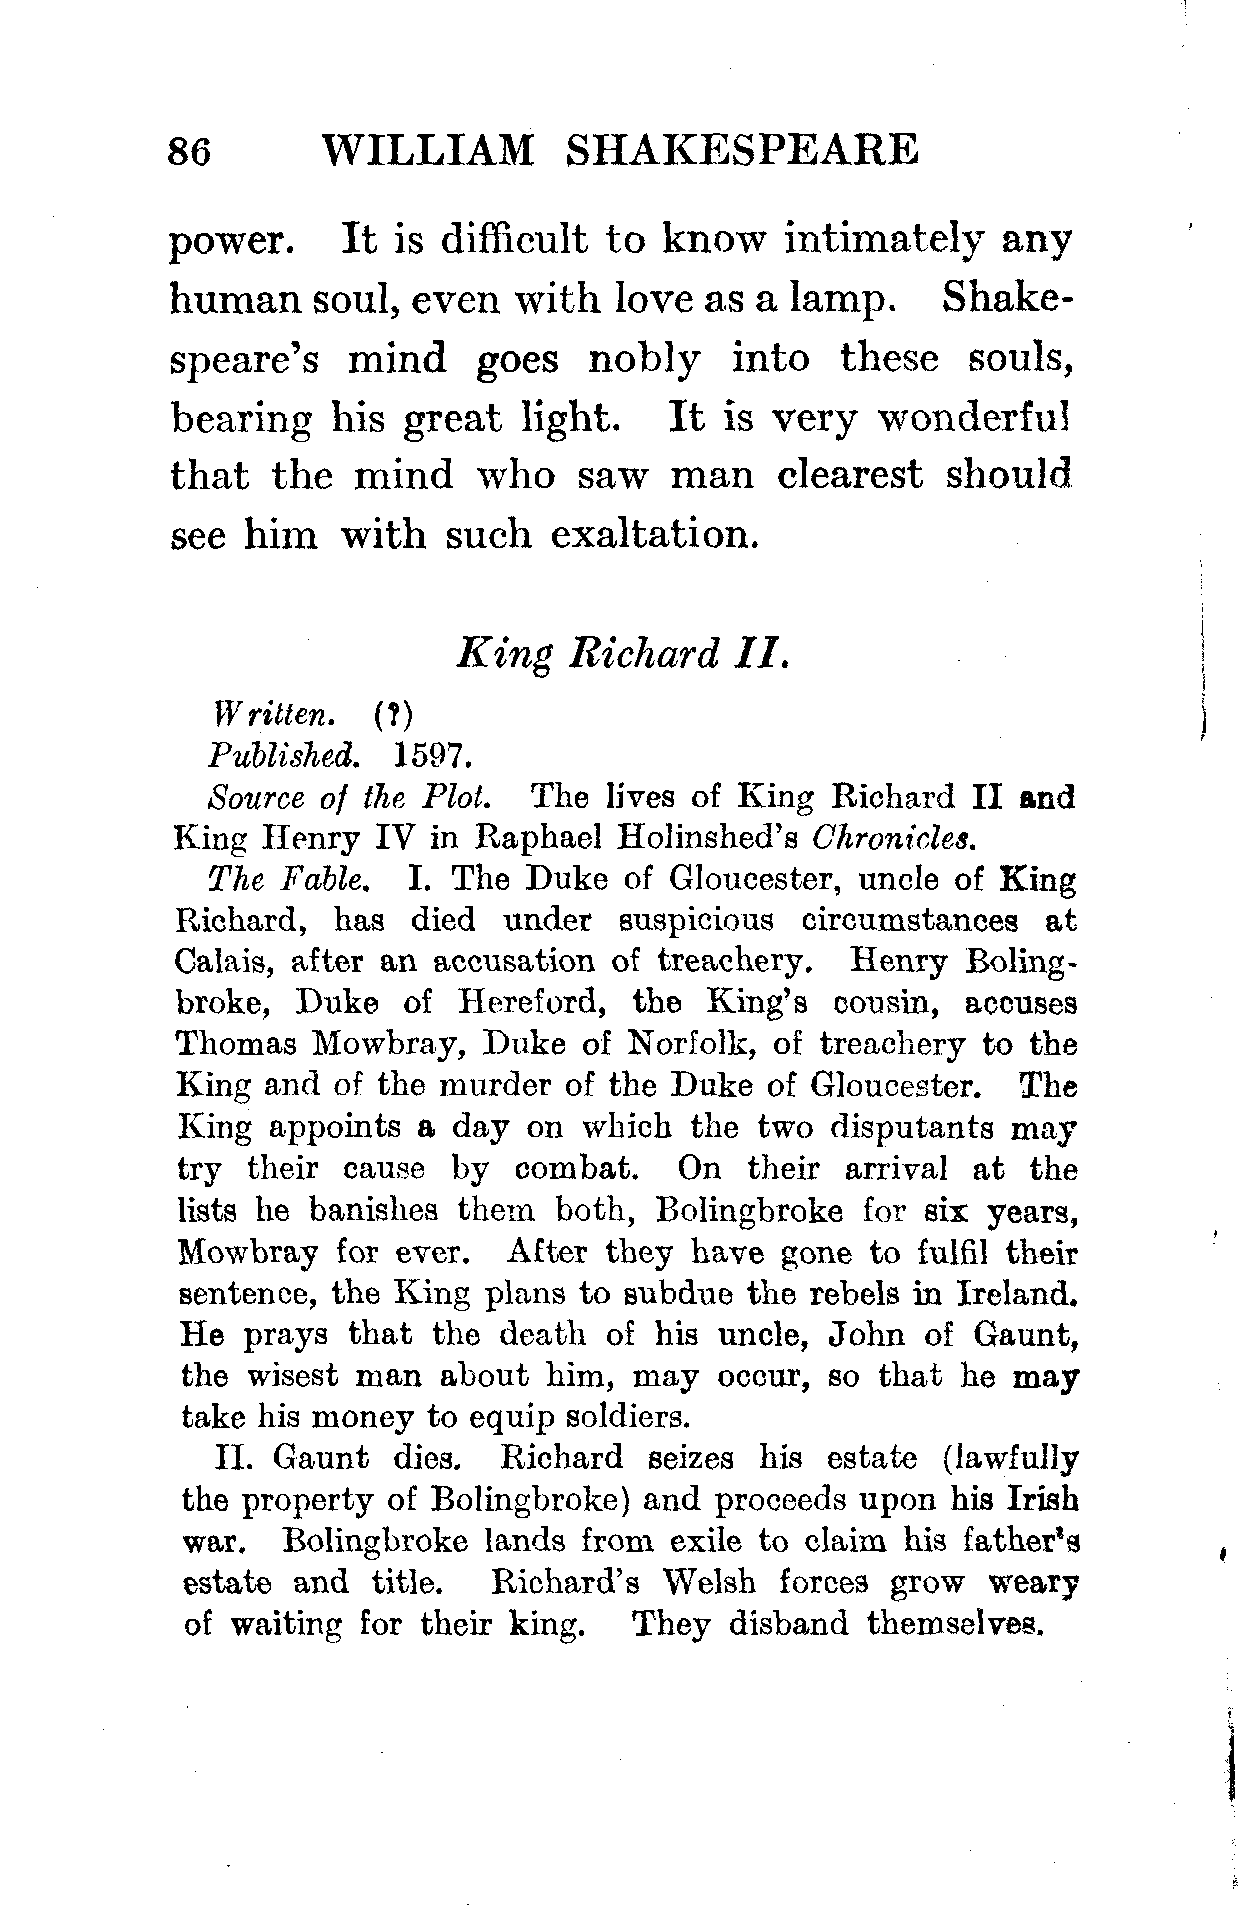 86 WILLIAM SHAKESPEARE
power. It is difficult to know intimately any
human soul, even with love as a lamp. Shake-
speare's mind goes nobly into these souls,
bearing his great light. It is very wonderful
that the mind who saw man clearest should
see him with such exaltation.
King Richard II.
Written. (?)
Published. 1597.
Source of the Plot. The lives of King Richard II and
King Henry IV in Raphael Holinshed's Chronicles.
The Fable. I. The Duke of Gloucester, uncle of King
Richard, has died under suspicious circumstances at
Calais, after an accusation of treachery. Henry Boling-
broke, Duke of Hereford, the King's cousin, accuses
Thomas Mowbray, Duke of Norfolk, of treachery to the
King and of the murder of the Duke of Gloucester. The
King appoints a day on which the two disputants may
try their cause by combat. On their arrival at the
lists he banishes them both, Bolingbroke for six years,
Mowbray for ever. After they have gone to fulfil their
sentence, the King plans to subdue the rebels in Ireland.
He prays that the death of his uncle, John of Gaunt,
the wisest man about him, may occur, so that he may
take his money to equip soldiers.
II. Gaunt dies. Richard seizes his estate (lawfully
the property of Bolingbroke) and proceeds upon his Irish
war. Bolingbroke lands from exile to claim his father's
estate and title. Richard's Welsh forces grow weary
of waiting for their king. They disband themselves.